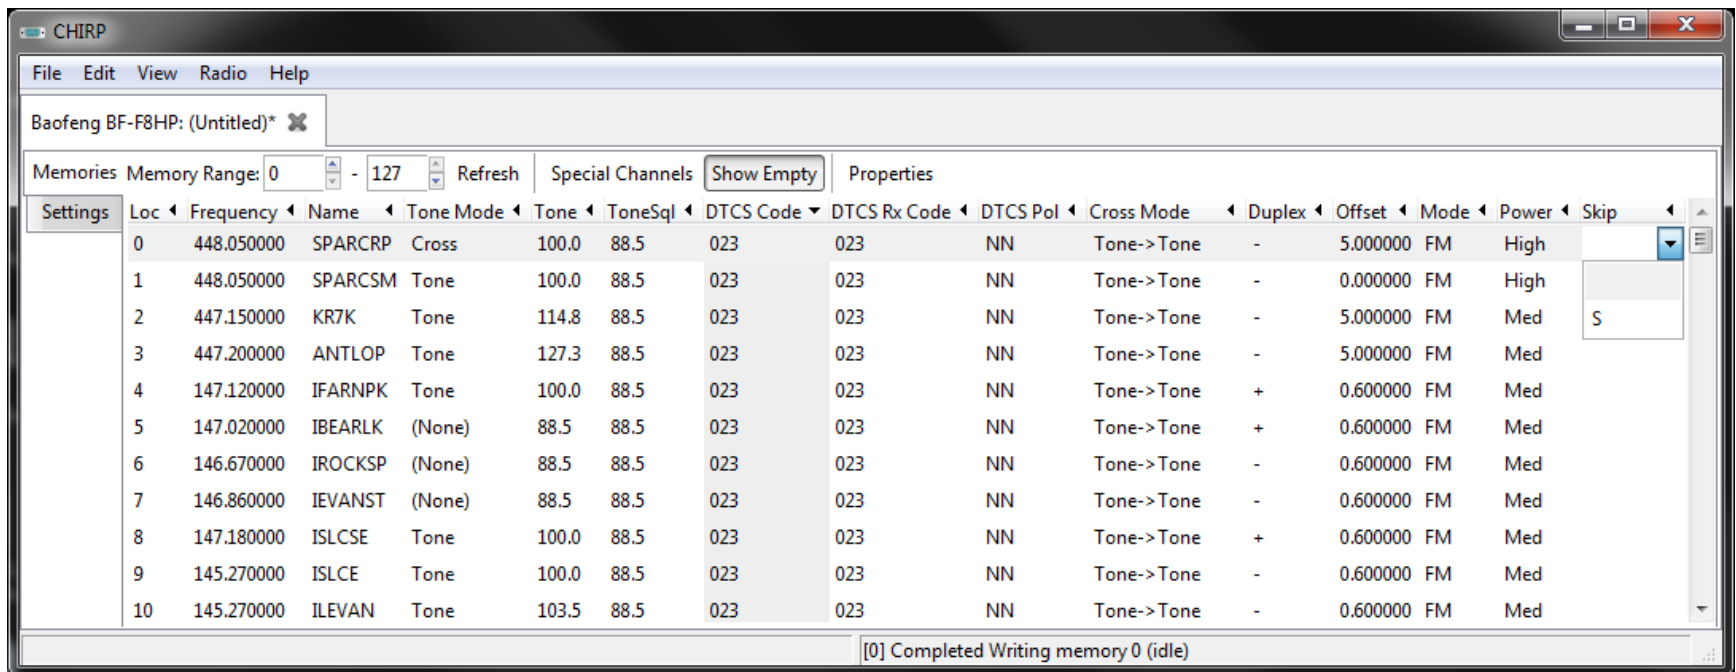 CHIRP
File Edit View Radio Help
Baofeng BF-F8HP: (Untitled)*
Memories Memory Range: 0 - 127 Refresh Special Channels Show Empty Properties
Settings Loc Frequency Name Tone Mode Tone ToneSql DTCS Code DTCS Rx Code DTCS Pol Cross Mode Duplex Offset Mode Power Skip
0 448.050000 SPARCRP Cross 100.0 88.5 023 023 NN Tone->Tone - 5.000000 FM High
1 448.050000 SPARCSM Tone 100.0 88.5 023 023 NN Tone->Tone - 0.000000 FM High
2 447.150000 KR7K Tone 114.8 88.5 023 023 NN Tone->Tone - 5.000000 FM Med S
3 447.200000 ANTLOP Tone 127.3 88.5 023 023 NN Tone->Tone - 5.000000 FM Med
4 147.120000 IFARNPK Tone 100.0 88.5 023 023 NN Tone->Tone + 0.600000 FM Med
5 147.020000 IBEARLK (None) 88.5 88.5 023 023 NN Tone->Tone + 0.600000 FM Med
6 146.670000 IROCKSP (None) 88.5 88.5 023 023 NN Tone->Tone - 0.600000 FM Med
7 146.860000 IEVANST (None) 88.5 88.5 023 023 NN Tone->Tone - 0.600000 FM Med
8 147.180000 ISLCSE Tone 100.0 88.5 023 023 NN Tone->Tone + 0.600000 FM Med
9 145.270000 ISLCE Tone 100.0 88.5 023 023 NN Tone->Tone - 0.600000 FM Med
10 145.270000 ILEVAN Tone 103.5 88.5 023 023 NN Tone->Tone - 0.600000 FM Med
[0] Completed Writing memory 0 (idle)